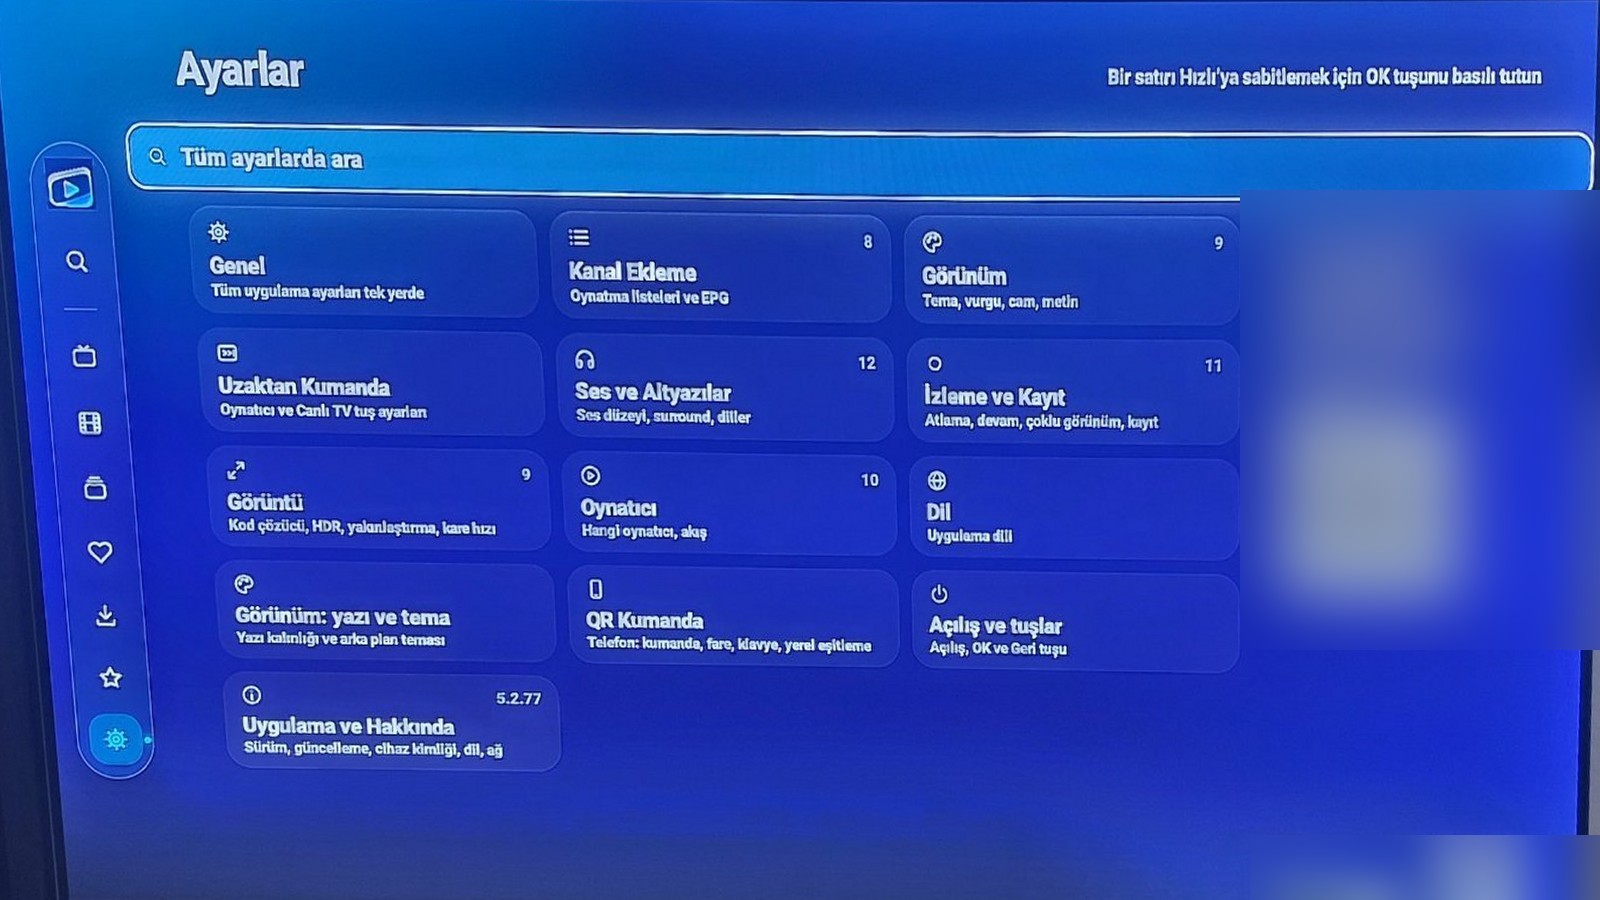 Ayarlar
Bir satırı Hızlı'ya sabitlemek için OK tuşunu basılı tutun
Tüm ayarlarda ara
Genel
Tüm uygulama ayarları tek yerde
8
Kanal Ekleme
Oynatma listeleri ve EPG
9
Görünüm
Tema, vurgu, cam, metin
Uzaktan Kumanda
Oynatıcı ve Canlı TV tuş ayarları
12
Ses ve Altyazılar
Ses düzeyi, surround, diller
11
İzleme ve Kayıt
Atlama, devam, çoklu görünüm, kayıt
9
Görüntü
Kod çözücü, HDR, yakınlaştırma, kare hızı
10
Oynatıcı
Hangi oynatıcı, akış
Dil
Uygulama dili
Görünüm: yazı ve tema
Yazı kalınlığı ve arka plan teması
QR Kumanda
Telefon: kumanda, fare, klavye, yerel eşitleme
Açılış ve tuşlar
Açılış, OK ve Geri tuşu
5.2.77
Uygulama ve Hakkında
Sürüm, güncelleme, cihaz kimliği, dil, ağ